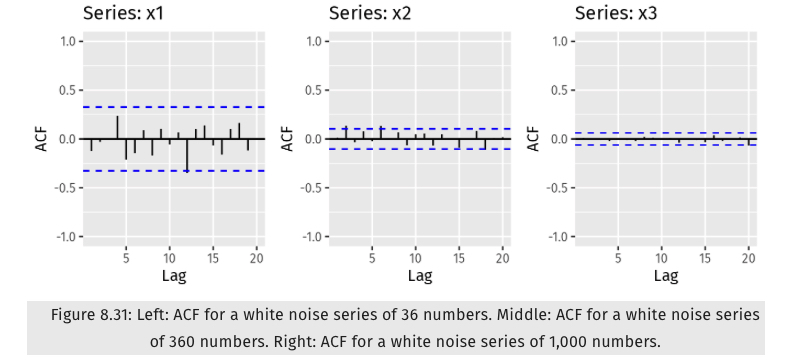 Series: x1
Series: x2
Series: x3
ACF
1.0
0.5
0.0
-0.5
-1.0
5
10
15
20
Lag
ACF
1.0
0.5
0.0
-0.5
-1.0
5
10
15
20
Lag
ACF
1.0
0.5
0.0
-0.5
-1.0
5
10
15
20
Lag
Figure 8.31: Left: ACF for a white noise series of 36 numbers. Middle: ACF for a white noise series
of 360 numbers. Right: ACF for a white noise series of 1,000 numbers.